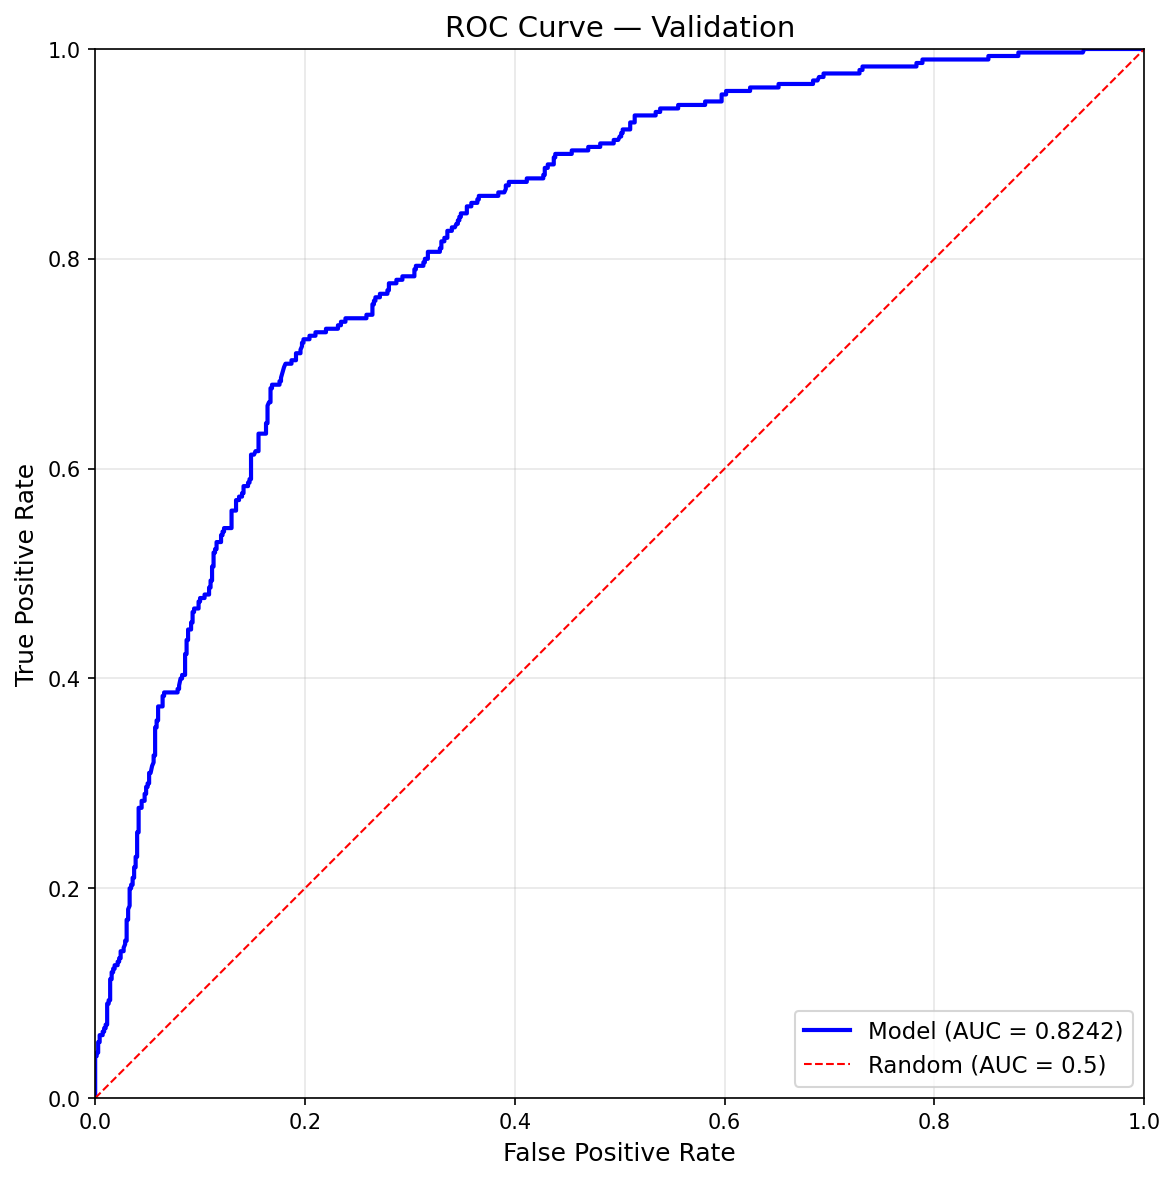 ROC Curve — Validation
1.0
0.8
0.6
0.4
0.2
0.0
True Positive Rate
Model (AUC = 0.8242)
Random (AUC = 0.5)
0.0 0.2 0.4 0.6 0.8 1.0
False Positive Rate